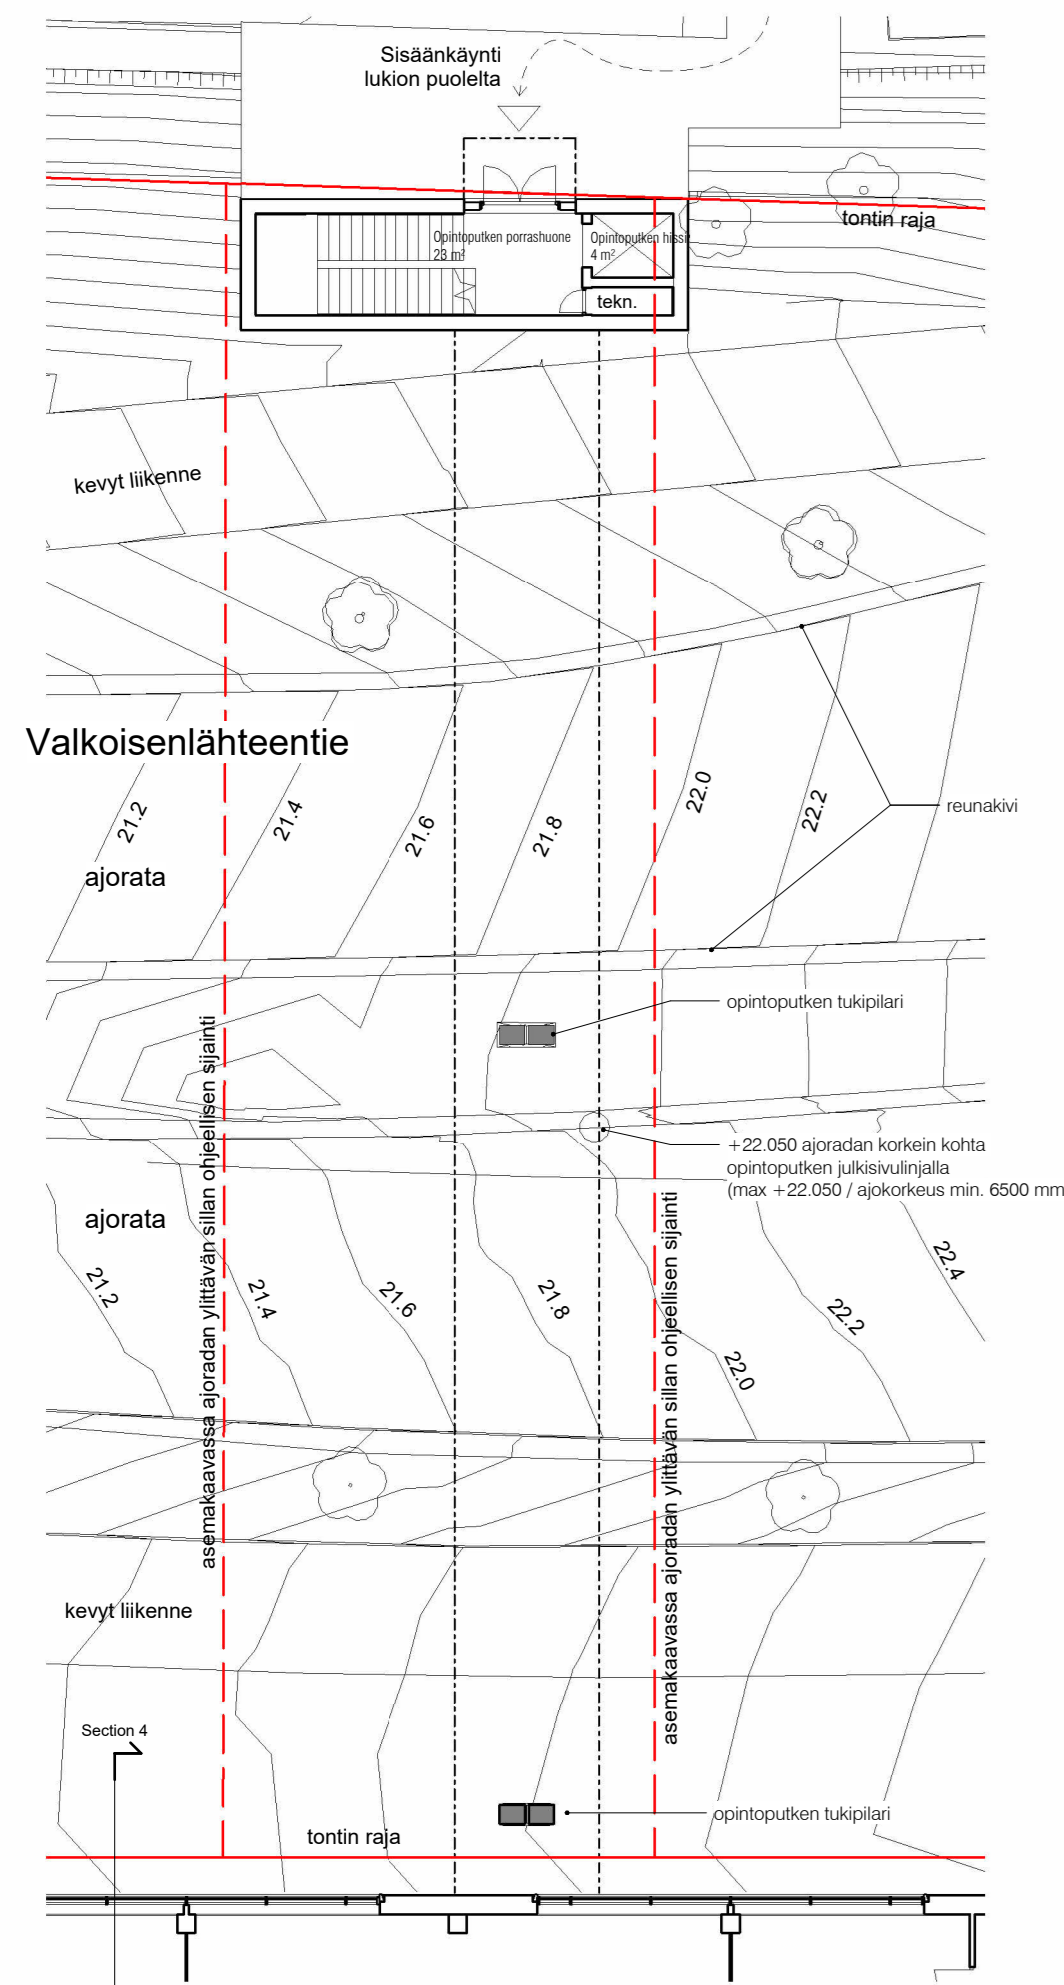 Sisäänkäynti
lukion puolelta
tontin raja
Opintoputken porrashuone
23 m²
Opintoputken hissi
4 m²
tekn.
kevyt liikenne
Valkoisenlähteentie
21.2
21.4
21.6
21.8
22.0
22.2
reunakivi
ajorata
opintoputken tukipilari
asemakaavassa ajoradan ylittävän sillan ohjeellisen sijainti
+22.050 ajoradan korkein kohta
opintoputken julkisivulinjalla
(max +22.050 / ajokorkeus min. 6500 mm
ajorata
asemakaavassa ajoradan ylittävän sillan ohjeellisen sijainti
21.2
21.4
21.6
21.8
22.0
22.2
22.4
kevyt liikenne
Section 4
opintoputken tukipilari
tontin raja